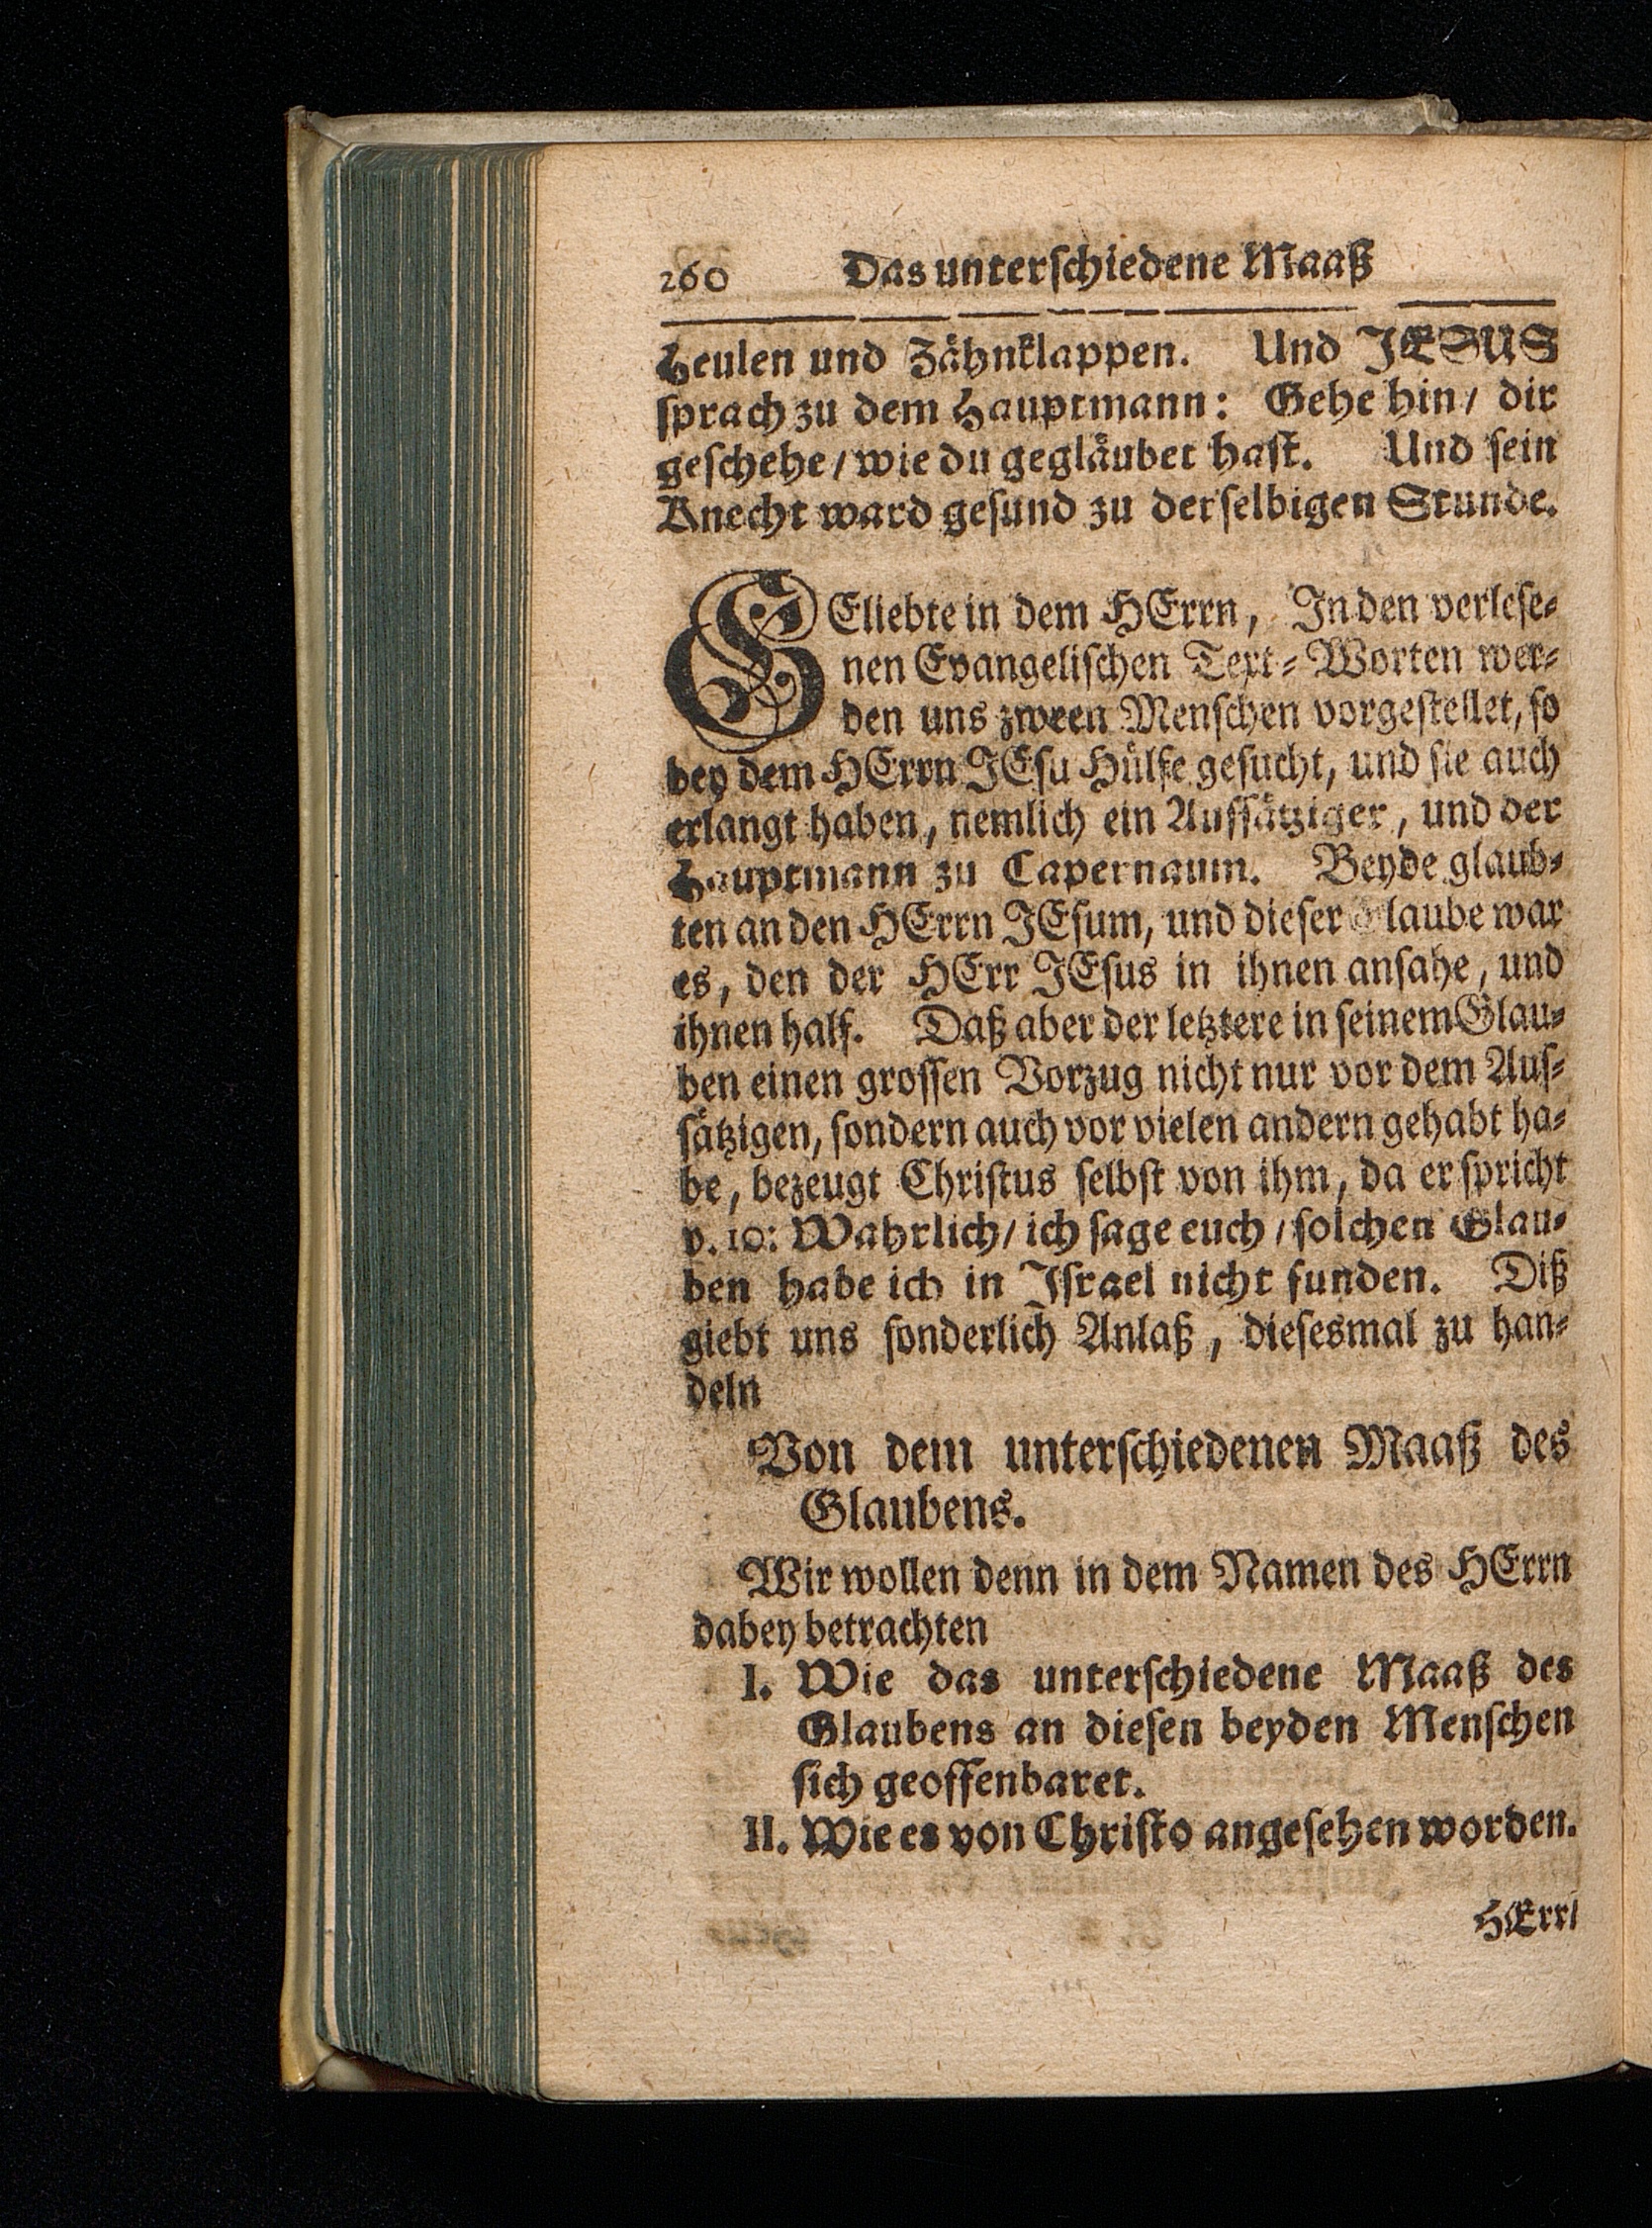 260 Das unterschiedene Maaß
Heulen und Zähnklappen. Und JESUS
sprach zu dem Hauptmann: Gehe hin/ dir
geschehe/ wie du gegläubet hast. Und sein
Knecht ward gesund zu derselbigen Stunde.
GEliebte in dem HErrn, In den verlese-
nen Evangelischen Text-Worten wer-
den uns zween Menschen vorgestellet, so
bey dem HErrn JEsu Hülfe gesucht, und sie auch
erlangt haben, nemlich ein Aussätziger, und der
Hauptmann zu Capernaum. Beyde glaub-
ten an den HErrn JEsum, und dieser Glaube war
es, den der HErr JEsus in ihnen ansahe, und
ihnen half. Daß aber der letztere in seinem Glau-
ben einen grossen Vorzug nicht nur vor dem Aus-
sätzigen, sondern auch vor vielen andern gehabt ha-
be, bezeugt Christus selbst von ihm, da er spricht
v. 10: Wahrlich/ ich sage euch/ solchen Glau-
ben habe ich in Israel nicht funden. Diß
giebt uns sonderlich Anlaß, diesesmal zu han-
deln
Von dem unterschiedenen Maaß des
Glaubens.
Wir wollen denn in dem Namen des HErrn
dabey betrachten
I. Wie das unterschiedene Maaß des
Glaubens an diesen beyden Menschen
sich geoffenbaret.
II. Wie es von Christo angesehen worden.
HErr/